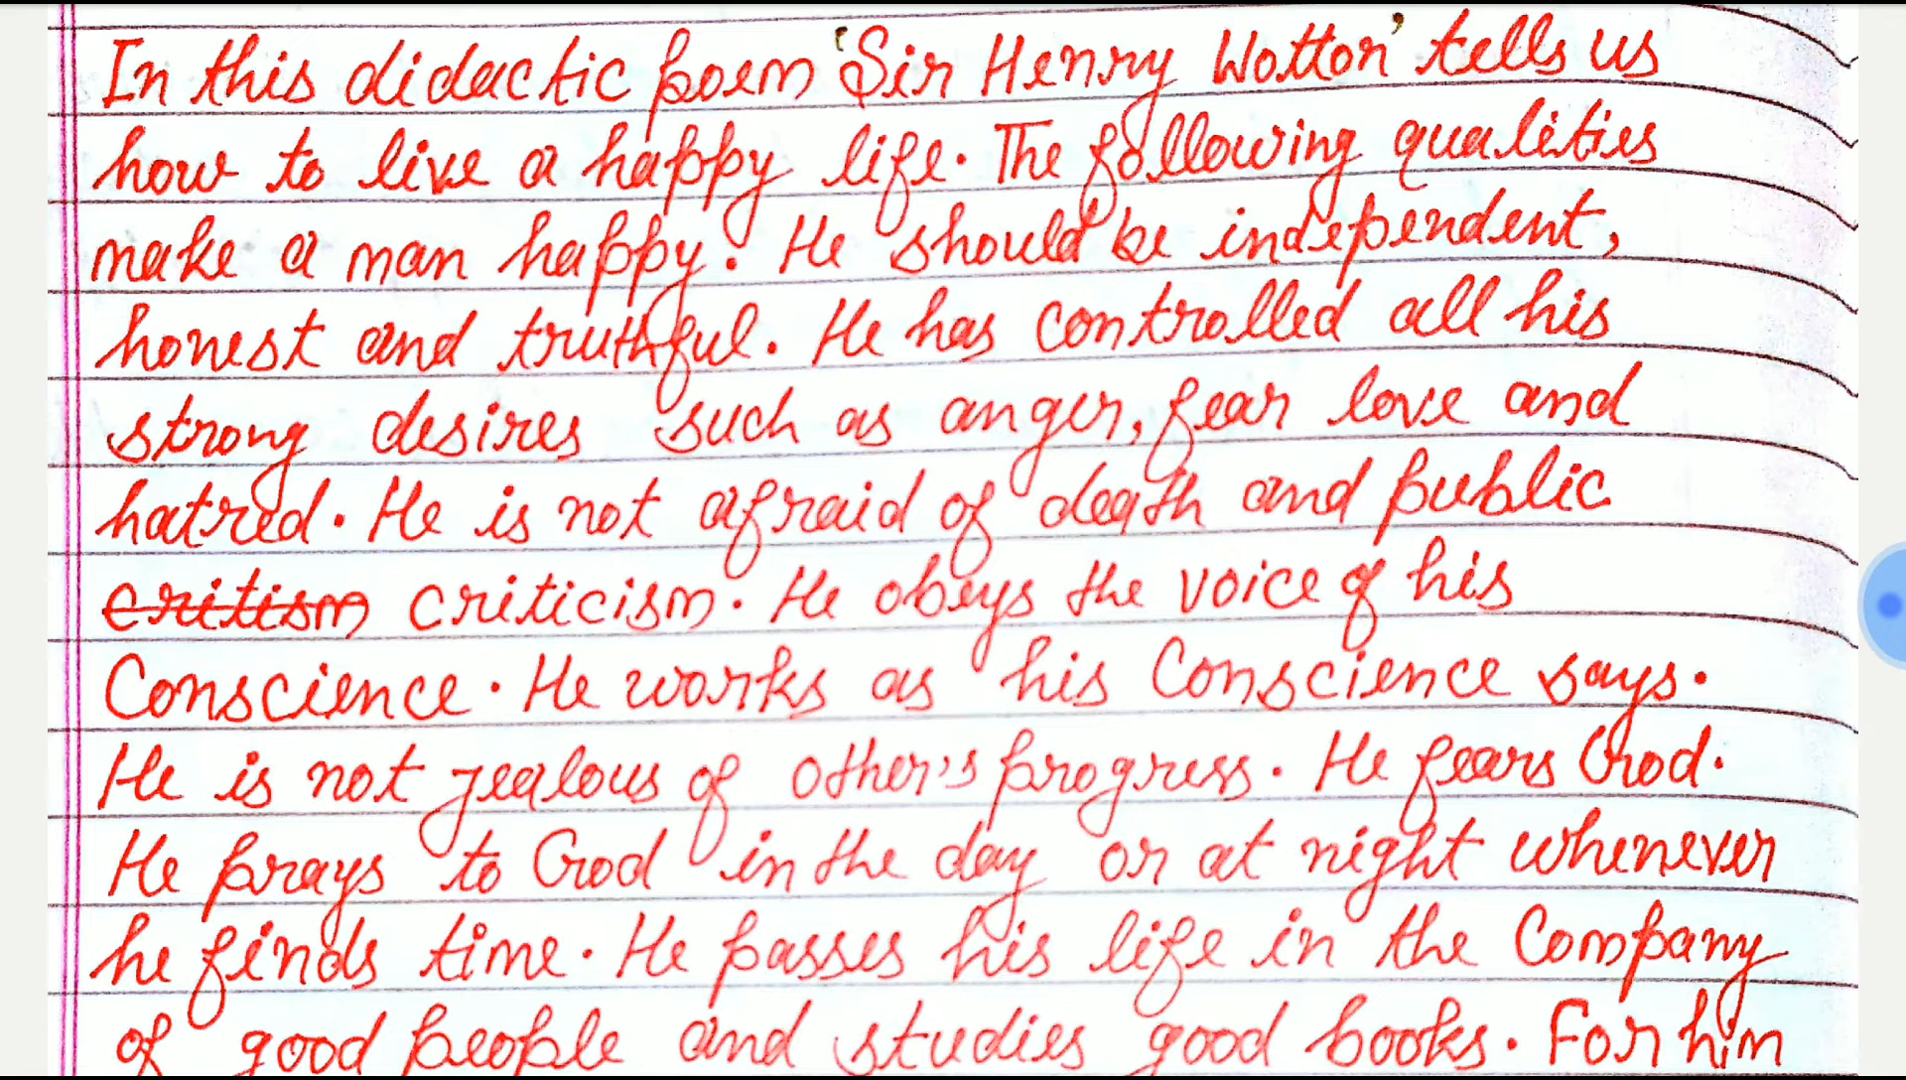 In this didactic poem 'Sir Henry Wotton' tells us
how to live a happy life. The following qualities
make a man happy. He should be independent,
honest and truthful. He has controlled all his
strong desires such as anger, fear love and
hatred. He is not afraid of death and public
critism criticism. He obeys the voice of his
Conscience. He works as his Conscience says.
He is not jealous of other's progress. He fears God.
He prays to God in the day or at night whenever
he finds time. He passes his life in the Company
of good people and studies good books. For him